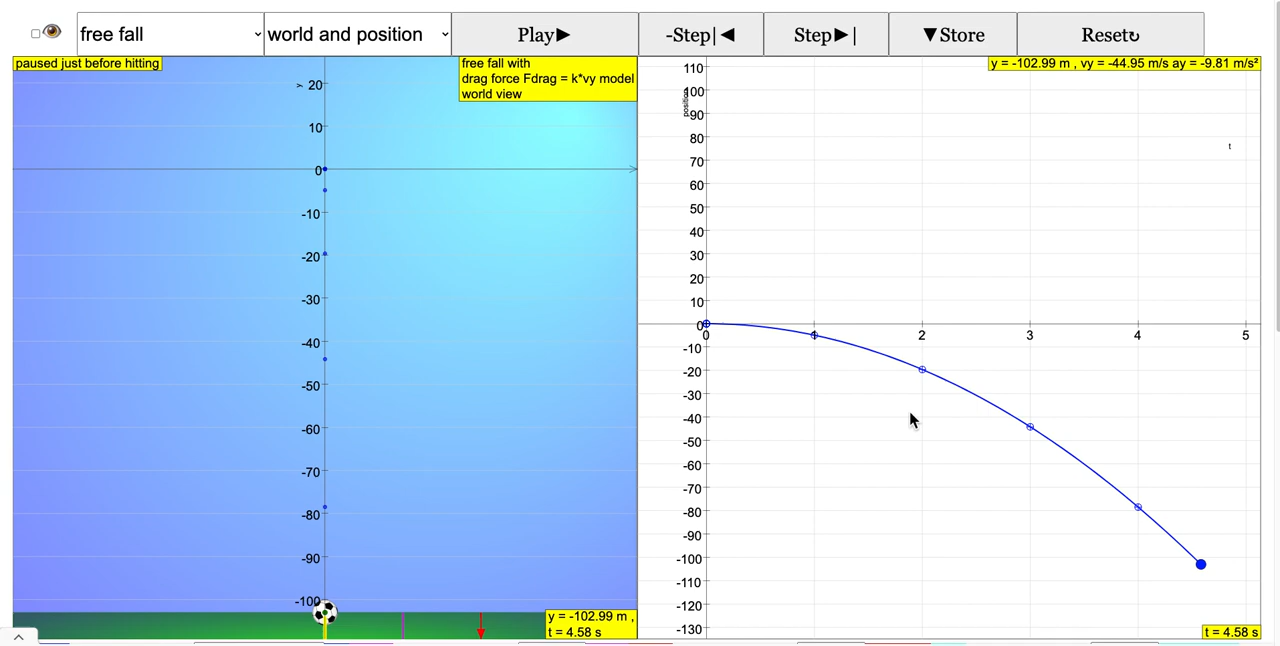 free fall
world and position
Play▶
-Step|◀
Step▶|
▼Store
Reset↻
paused just before hitting
free fall with
drag force Fdrag = k*vy model
world view
y
20
10
0
-10
-20
-30
-40
-50
-60
-70
-80
-90
-100
y = -102.99 m ,
t = 4.58 s
y = -102.99 m , vy = -44.95 m/s ay = -9.81 m/s²
position
110
100
90
80
70
60
50
40
30
20
10
0
-10
-20
-30
-40
-50
-60
-70
-80
-90
-100
-110
-120
-130
0 1 2 3 4 5
t
t = 4.58 s